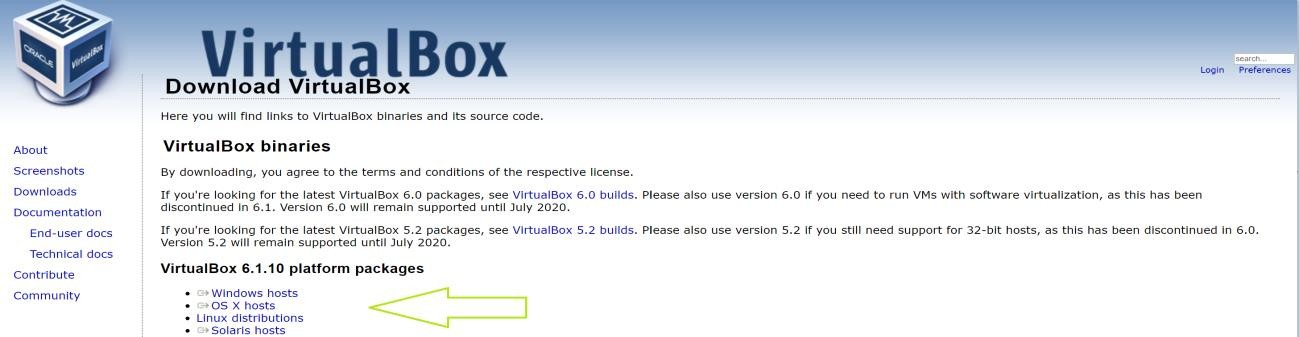 ORACLE
VirtualBox
VirtualBox
search...
Login Preferences
Download VirtualBox
Here you will find links to VirtualBox binaries and its source code.
About
Screenshots
Downloads
Documentation
End-user docs
Technical docs
Contribute
Community
VirtualBox binaries
By downloading, you agree to the terms and conditions of the respective license.
If you're looking for the latest VirtualBox 6.0 packages, see VirtualBox 6.0 builds. Please also use version 6.0 if you need to run VMs with software virtualization, as this has been
discontinued in 6.1. Version 6.0 will remain supported until July 2020.
If you're looking for the latest VirtualBox 5.2 packages, see VirtualBox 5.2 builds. Please also use version 5.2 if you still need support for 32-bit hosts, as this has been discontinued in 6.0.
Version 5.2 will remain supported until July 2020.
VirtualBox 6.1.10 platform packages
Windows hosts
OS X hosts
Linux distributions
Solaris hosts